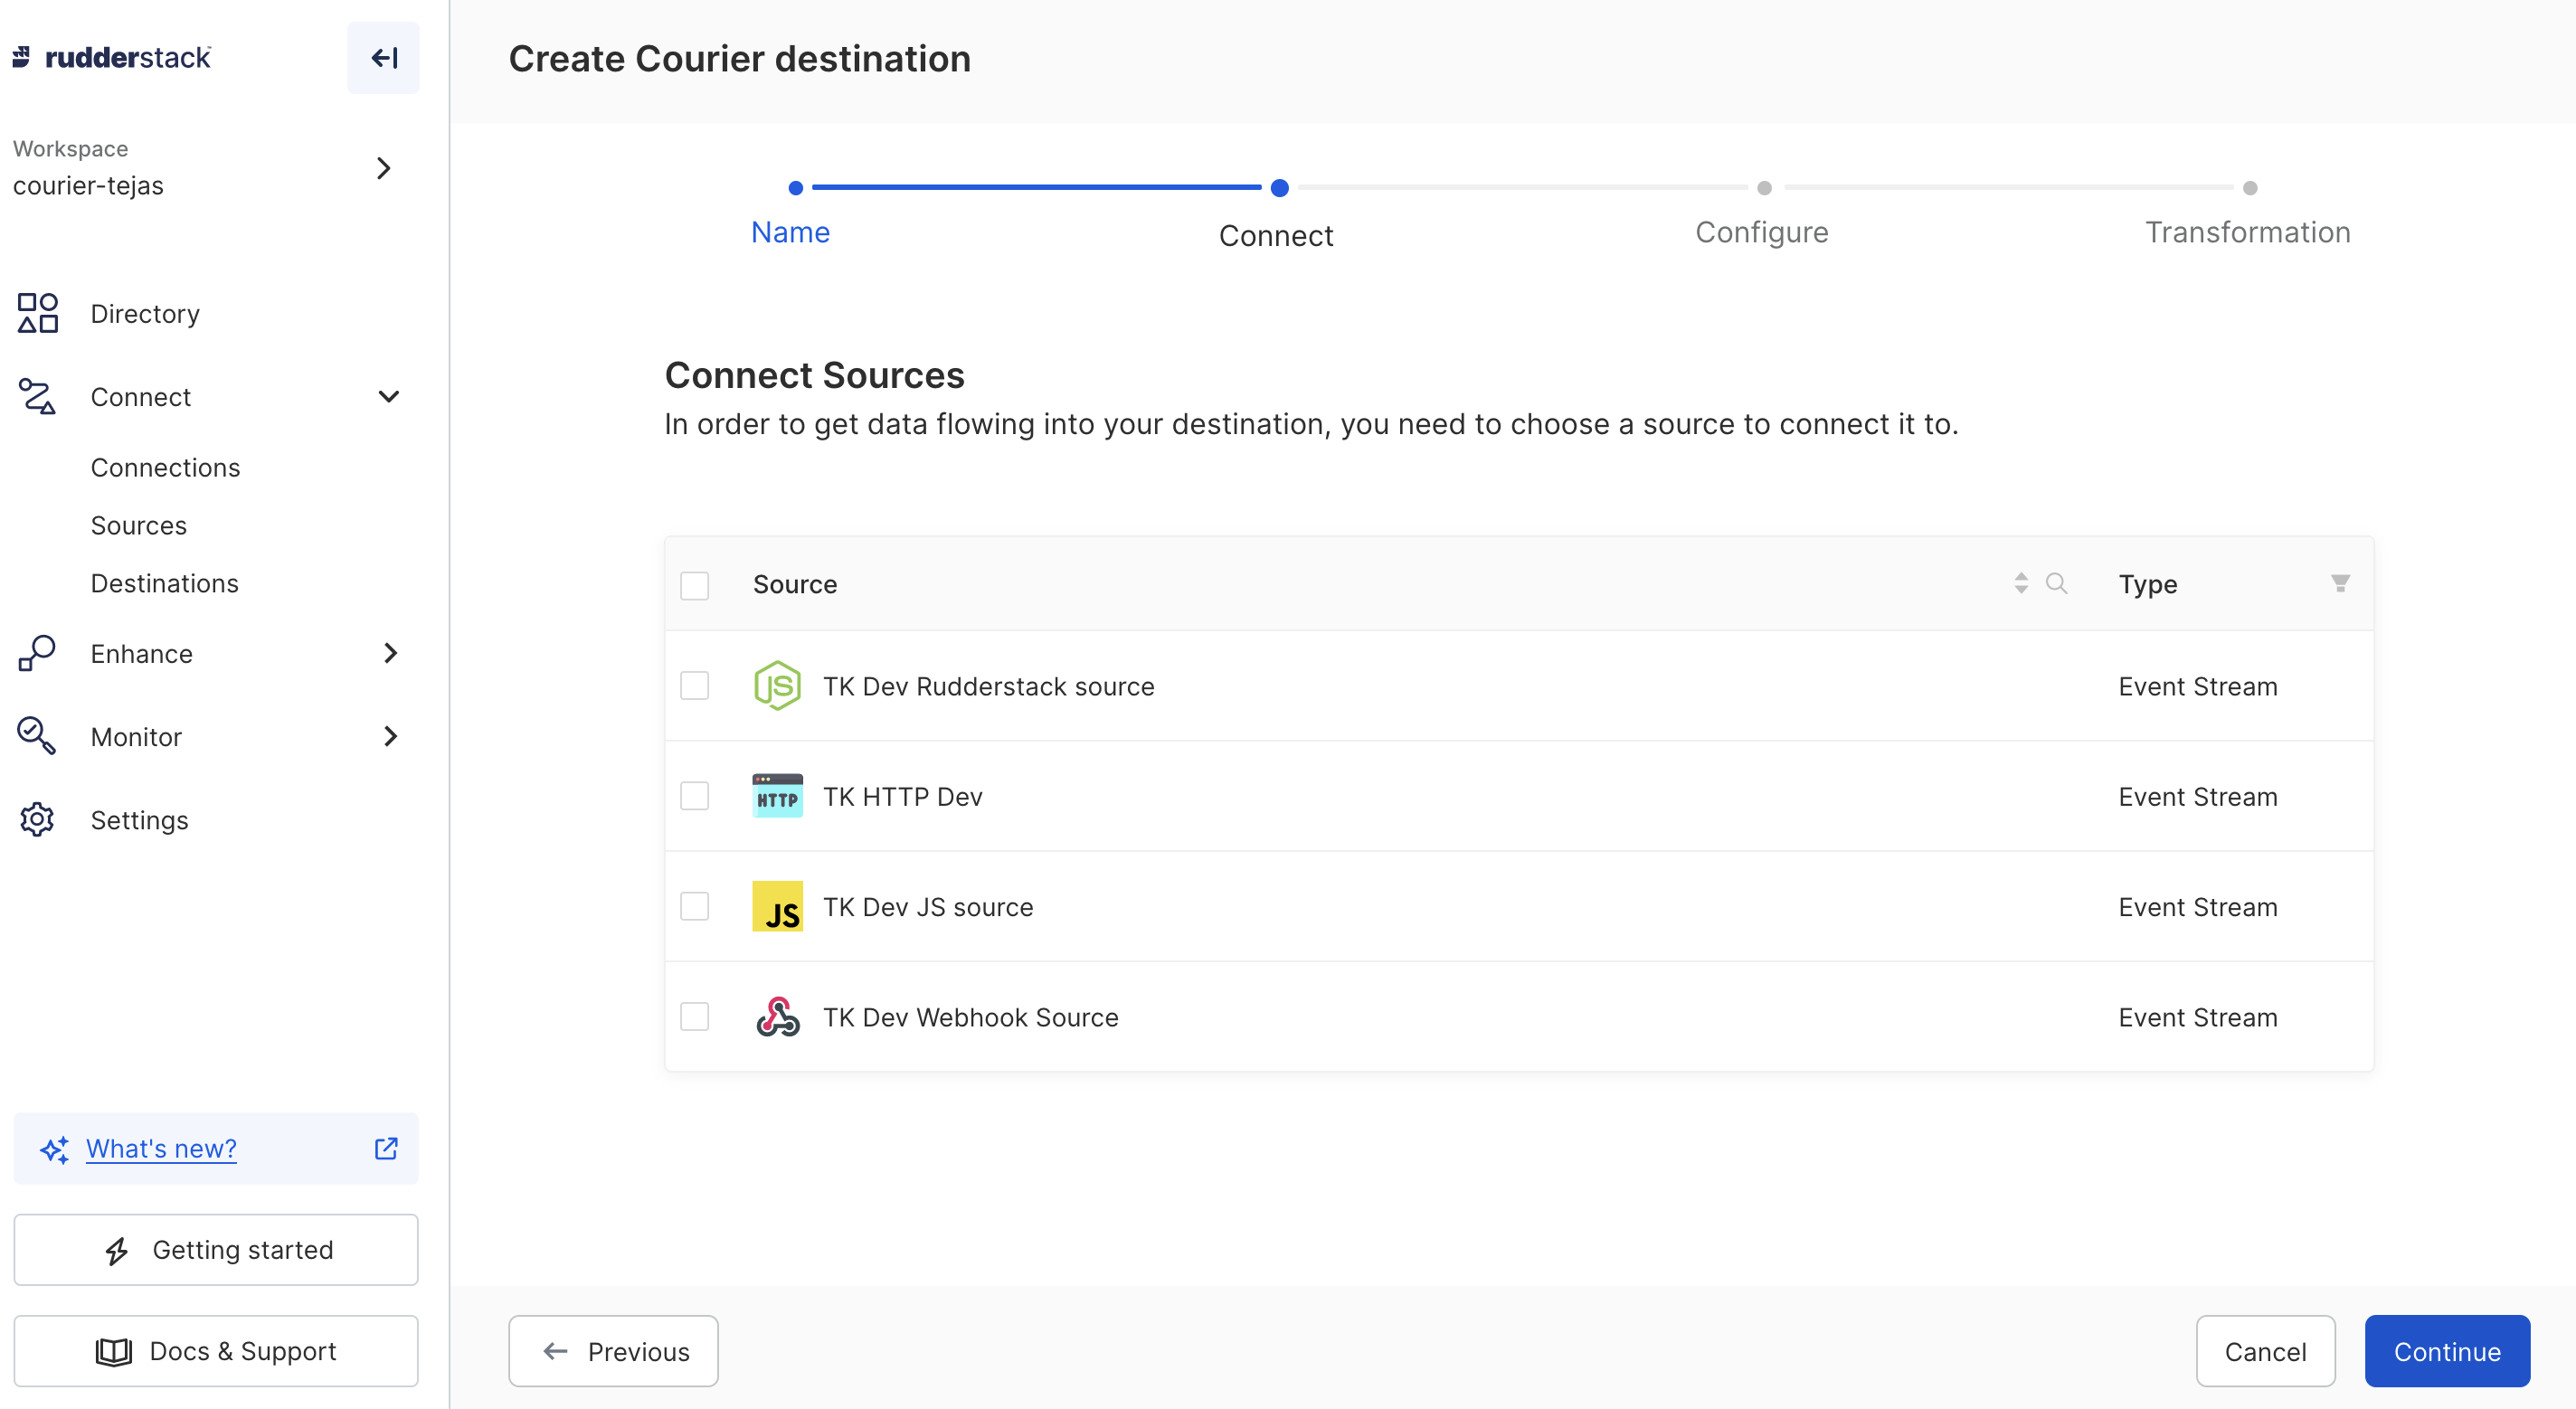 rudderstack
Workspace
courier-tejas
Directory
Connect
Connections
Sources
Destinations
Enhance
Monitor
Settings
What's new?
Getting started
Docs & Support
Create Courier destination
Name
Connect
Configure
Transformation
Connect Sources
In order to get data flowing into your destination, you need to choose a source to connect it to.
Source Type
JS TK Dev Rudderstack source Event Stream
HTTP TK HTTP Dev Event Stream
JS TK Dev JS source Event Stream
TK Dev Webhook Source Event Stream
Previous
Cancel
Continue